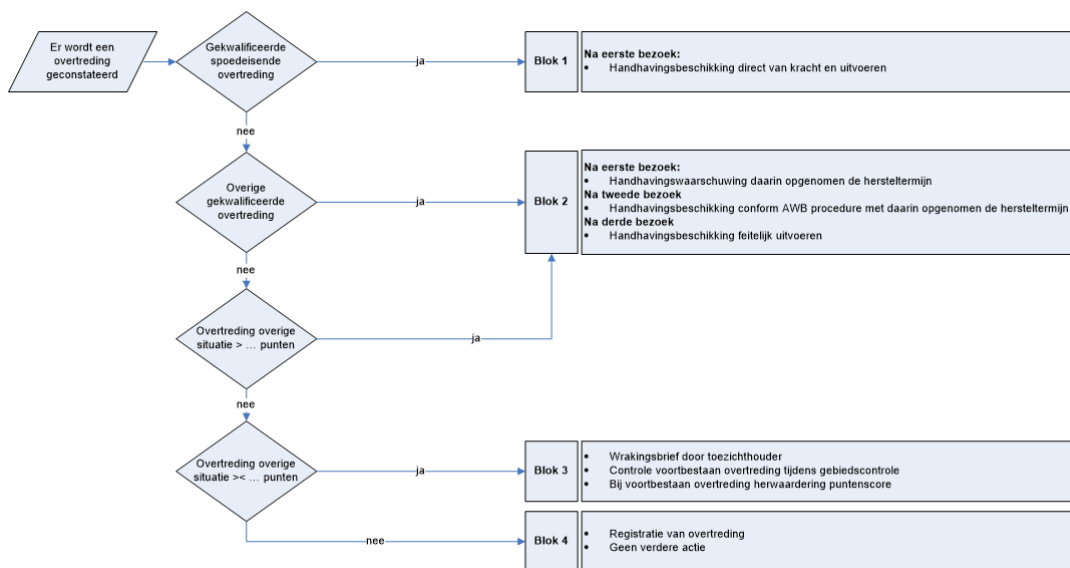 Er wordt een
overtreding
geconstateerd
Gekwalificeerde
spoedeisende
overtreding
ja
Blok 1
Na eerste bezoek:
• Handhavingsbeschikking direct van kracht en uitvoeren
nee
Overige
gekwalificeerde
overtreding
ja
Blok 2
Na eerste bezoek:
• Handhavingswaarschuwing daarin opgenomen de hersteltermijn
Na tweede bezoek
• Handhavingsbeschikking conform AWB procedure met daarin opgenomen de hersteltermijn
Na derde bezoek
• Handhavingsbeschikking feitelijk uitvoeren
nee
Overtreding overige
situatie > ... punten
ja
nee
Overtreding overige
situatie >< ... punten
ja
Blok 3
• Wrakingsbrief door toezichthouder
• Controle voortbestaan overtreding tijdens gebiedscontrole
• Bij voortbestaan overtreding herwaardering puntenscore
nee
Blok 4
• Registratie van overtreding
• Geen verdere actie